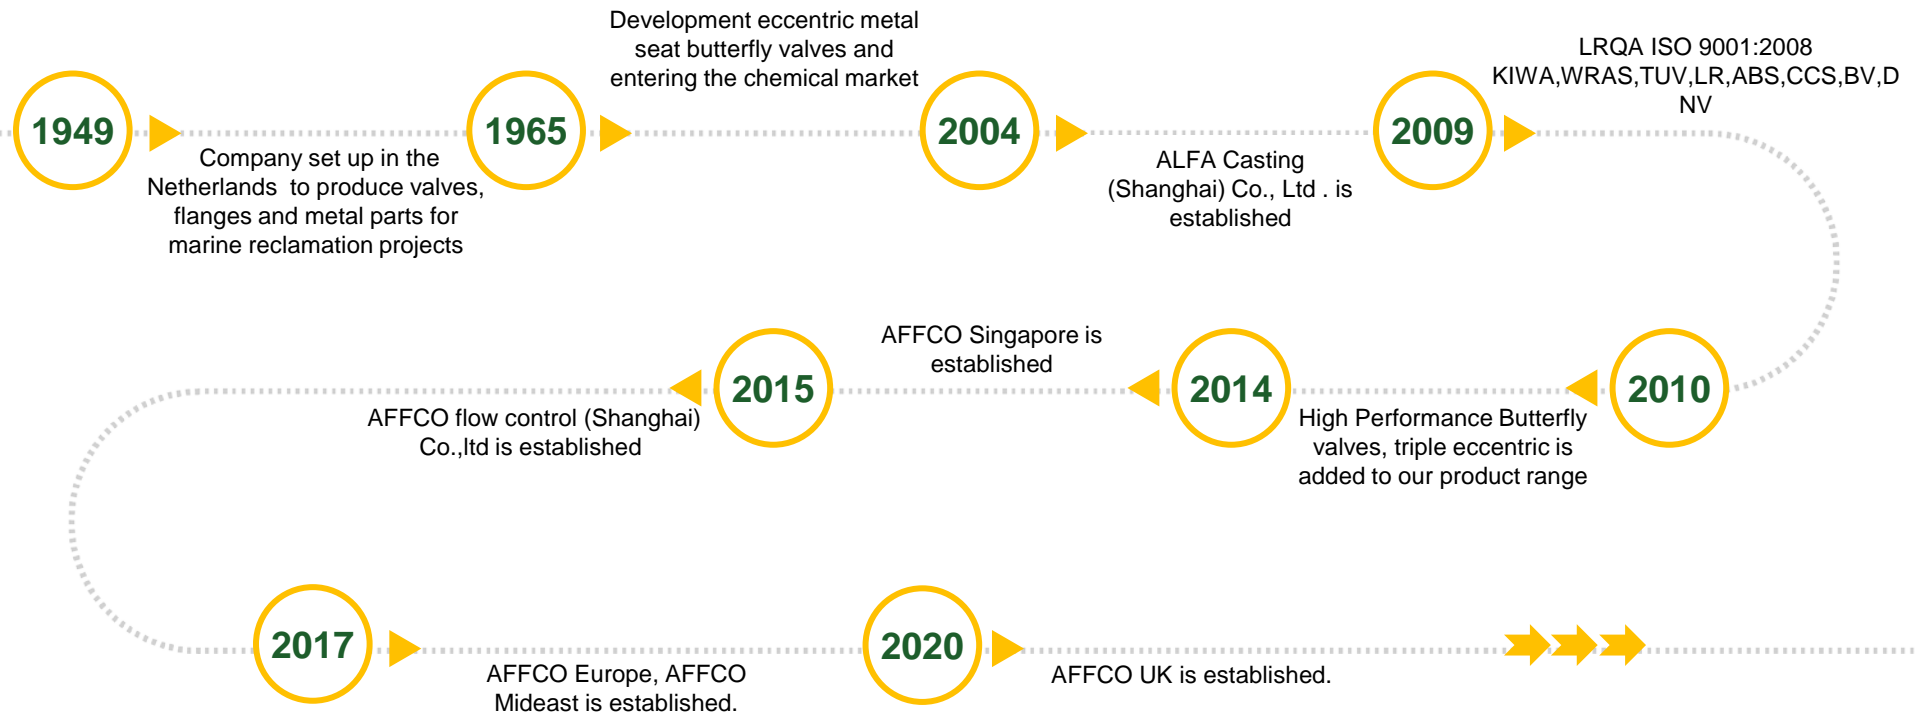 1949
Company set up in the
Netherlands to produce valves,
flanges and metal parts for
marine reclamation projects
1965
Development eccentric metal
seat butterfly valves and
entering the chemical market
2004
ALFA Casting
(Shanghai) Co., Ltd . is
established
2009
LRQA ISO 9001:2008
KIWA,WRAS,TUV,LR,ABS,CCS,BV,D
NV
2010
High Performance Butterfly
valves, triple eccentric is
added to our product range
2014
AFFCO Singapore is
established
2015
AFFCO flow control (Shanghai)
Co.,ltd is established
2017
AFFCO Europe, AFFCO
Mideast is established.
2020
AFFCO UK is established.